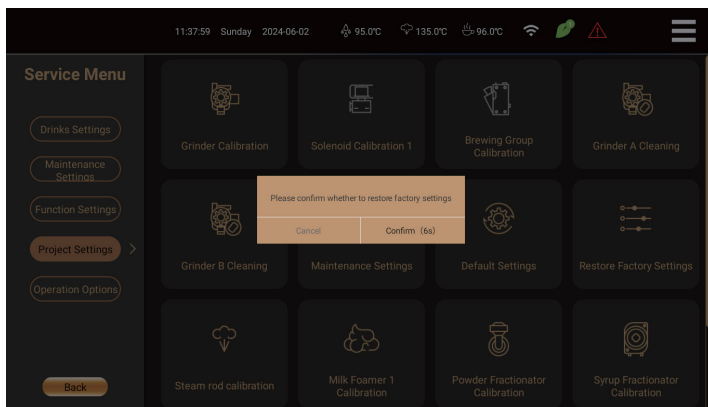 11:37:59 Sunday 2024-06-02 95.0℃ 135.0℃ 96.0℃
Service Menu
Drinks Settings
Maintenance
Settings
Function Settings
Project Settings >
Operation Options
Back
Grinder Calibration
Solenoid Calibration 1
Brewing Group
Calibration
Grinder A Cleaning
Please confirm whether to restore factory settings
Cancel
Confirm (6s)
Grinder B Cleaning
Maintenance Settings
Default Settings
Restore Factory Settings
Steam rod calibration
Milk Foamer 1
Calibration
Powder Fractionator
Calibration
Syrup Fractionator
Calibration